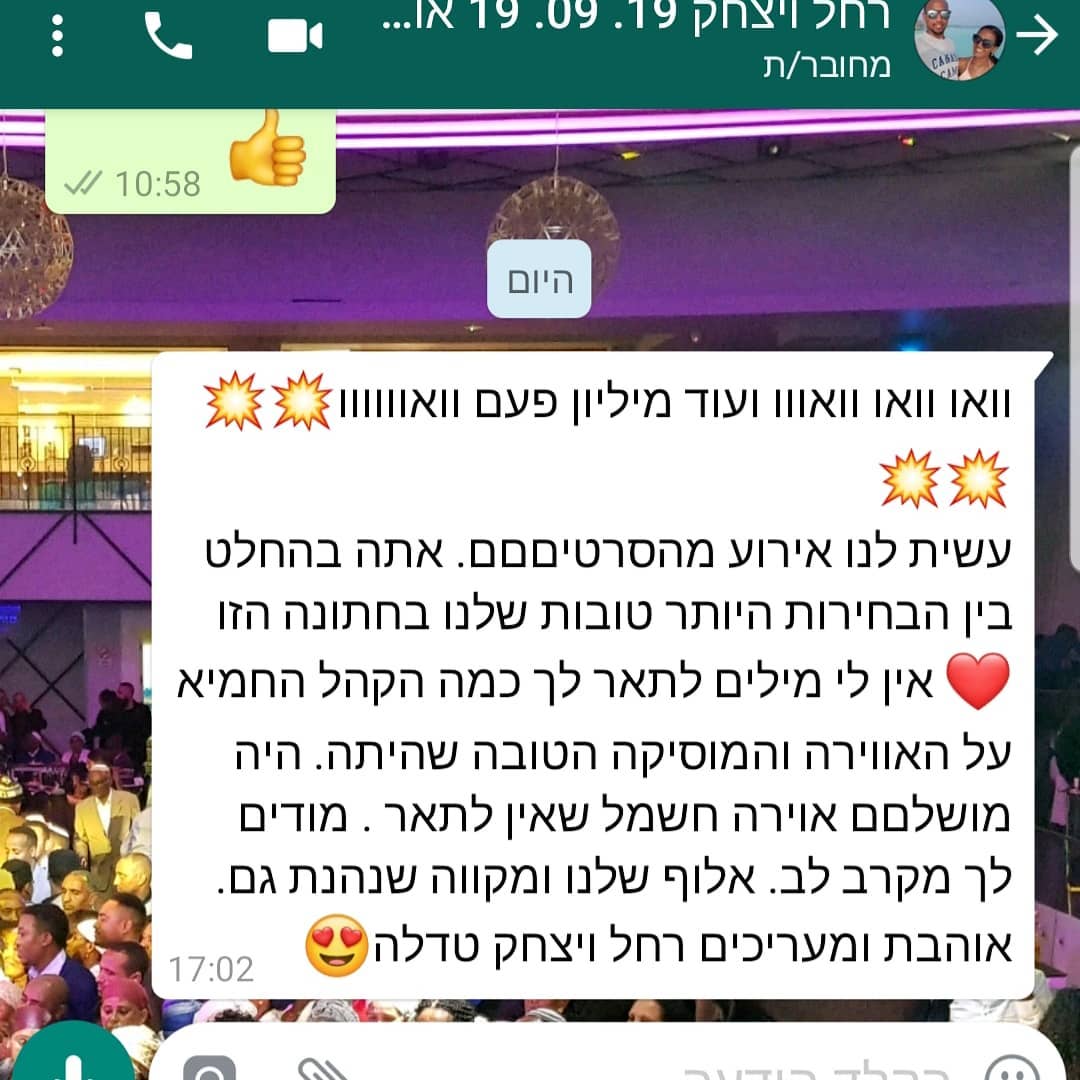 רחל ויצחק 19. 09. 19 או...
מחובר/ת
👍
10:58
היום
וואו וואו וואווו ועוד מיליון פעם וואווווווו💥💥
💥💥
עשית לנו אירוע מהסרטיםםם. אתה בהחלט
בין הבחירות היותר טובות שלנו בחתונה הזו
❤️ אין לי מילים לתאר לך כמה הקהל החמיא
על האווירה והמוסיקה הטובה שהיתה. היה
מושלםם אוירה חשמל שאין לתאר . מודים
לך מקרב לב. אלוף שלנו ומקווה שנהנת גם.
אוהבת ומעריכים רחל ויצחק טדלה😍
17:02